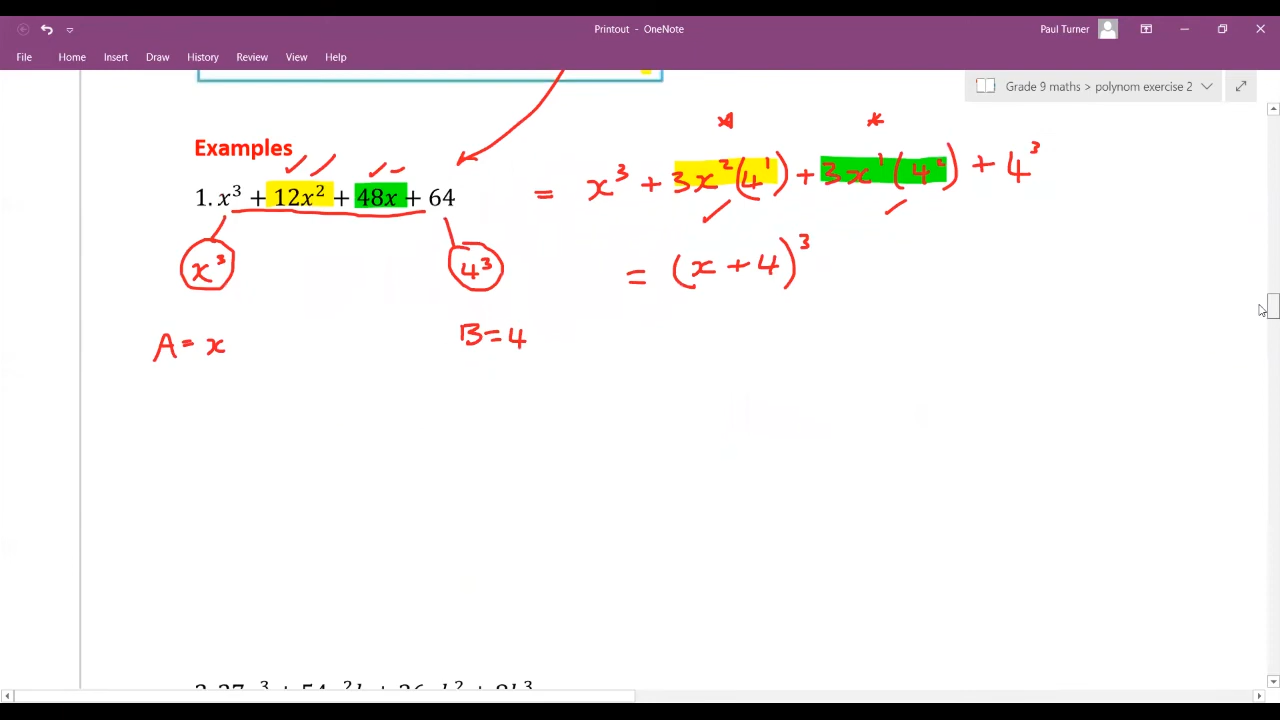 Printout - OneNote
Paul Turner
File Home Insert Draw History Review View Help
Grade 9 maths > polynom exercise 2
Examples
1. x³ + 12x² + 48x + 64
= x³ + 3x²(4¹) + 3x¹(4²) + 4³
= (x + 4)³
x³
4³
A = x
B = 4